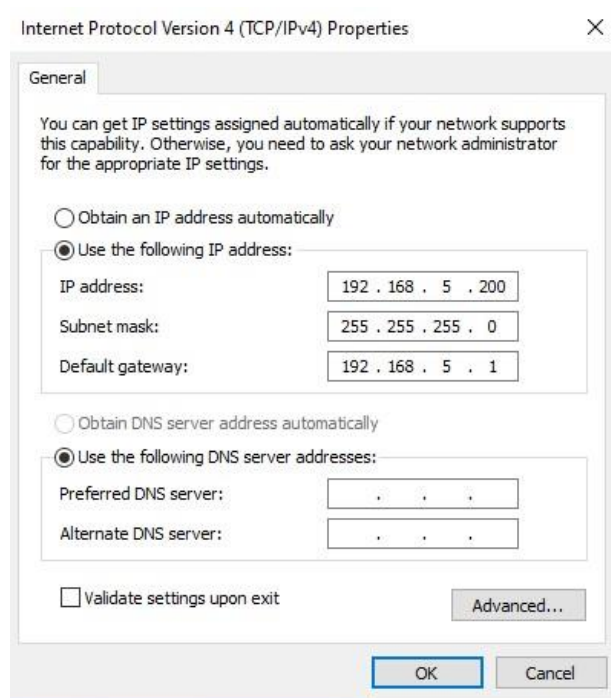 Internet Protocol Version 4 (TCP/IPv4) Properties
General
You can get IP settings assigned automatically if your network supports
this capability. Otherwise, you need to ask your network administrator
for the appropriate IP settings.
Obtain an IP address automatically
Use the following IP address:
IP address: 192 . 168 . 5 . 200
Subnet mask: 255 . 255 . 255 . 0
Default gateway: 192 . 168 . 5 . 1
Obtain DNS server address automatically
Use the following DNS server addresses:
Preferred DNS server: . . .
Alternate DNS server: . . .
Validate settings upon exit
Advanced...
OK Cancel